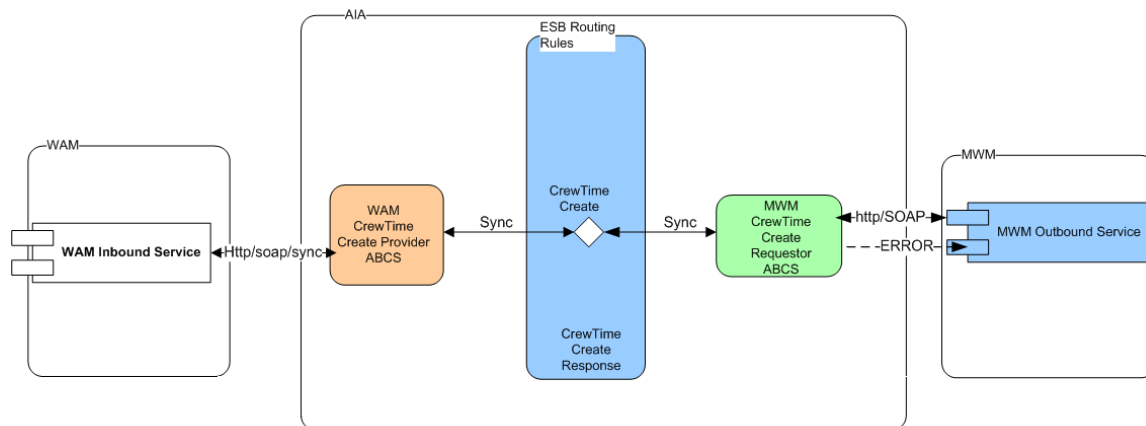 AIA
ESB Routing
Rules
WAM
MWM
WAM Inbound Service
Http/soap/sync
WAM
CrewTime
Create Provider
ABCS
Sync
CrewTime
Create
Sync
MWM
CrewTime
Create
Requestor
ABCS
http/SOAP
ERROR
MWM Outbound Service
CrewTime
Create
Response